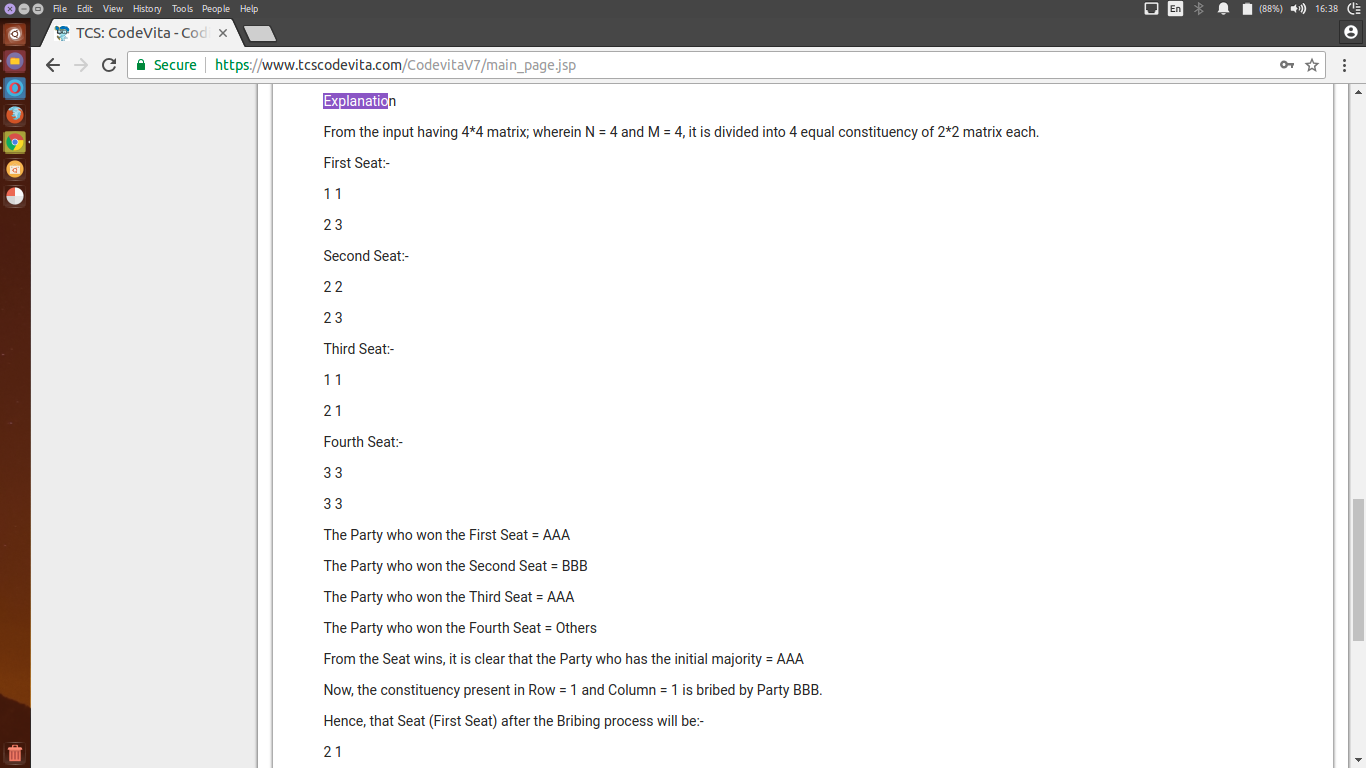 File Edit View History Tools People Help
En
(88%)
16:38
TCS: CodeVita - Cod
Secure
https://www.tcscodevita.com/CodevitaV7/main_page.jsp
Explanation
From the input having 4*4 matrix; wherein N = 4 and M = 4, it is divided into 4 equal constituency of 2*2 matrix each.
First Seat:-
1 1
2 3
Second Seat:-
2 2
2 3
Third Seat:-
1 1
2 1
Fourth Seat:-
3 3
3 3
The Party who won the First Seat = AAA
The Party who won the Second Seat = BBB
The Party who won the Third Seat = AAA
The Party who won the Fourth Seat = Others
From the Seat wins, it is clear that the Party who has the initial majority = AAA
Now, the constituency present in Row = 1 and Column = 1 is bribed by Party BBB.
Hence, that Seat (First Seat) after the Bribing process will be:-
2 1